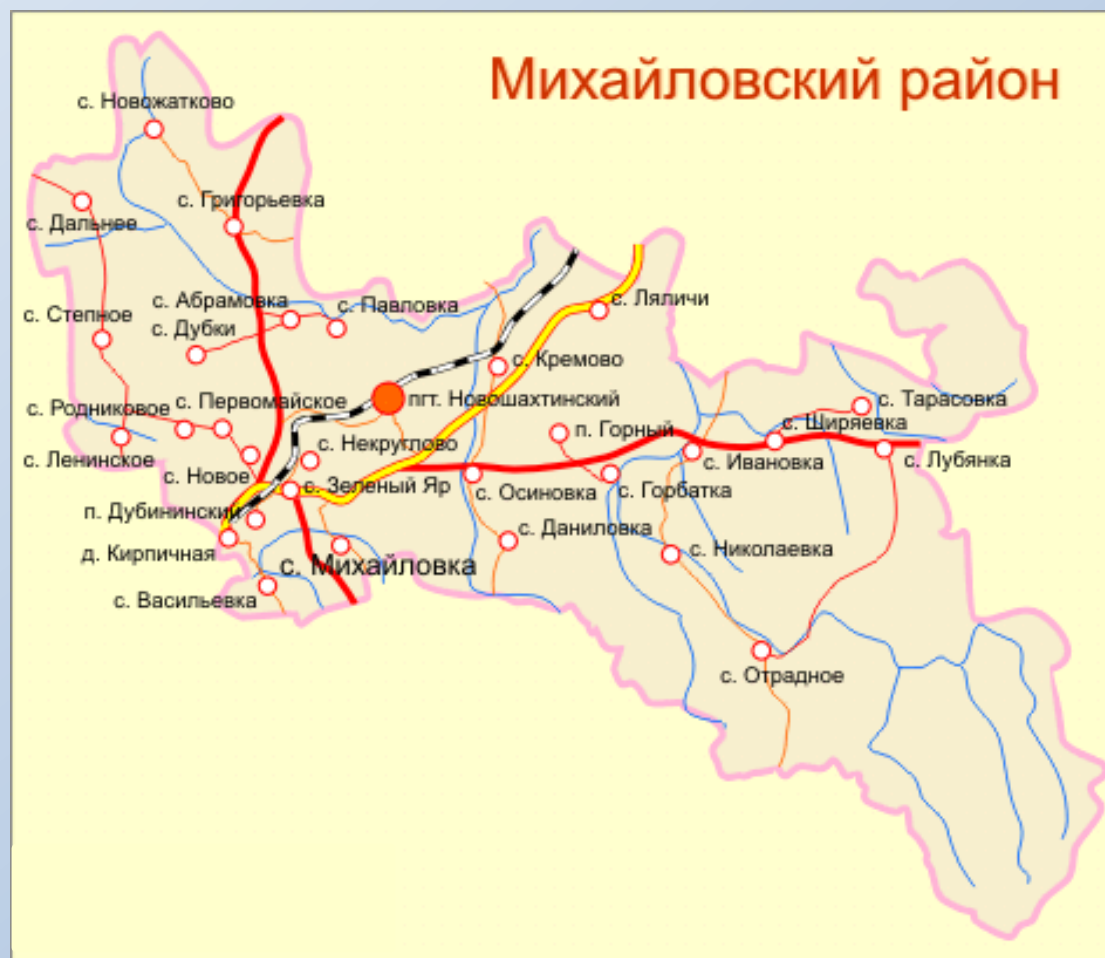 Михайловский район
с. Новожатково
с. Григорьевка
с. Дальнее
с. Абрамовка
с. Павловка
с. Ляличи
с. Степное
с. Дубки
с. Кремово
пгт. Новошахтинский
с. Тарасовка
с. Родниковое
с. Первомайское
с. Ширяевка
п. Горный
с. Некруглово
с. Ленинское
с. Ивановка
с. Лубянка
с. Новое
с. Зеленый Яр
с. Осиновка
с. Горбатка
п. Дубининский
с. Даниловка
д. Кирпичная
с. Николаевка
с. Михайловка
с. Васильевка
с. Отрадное